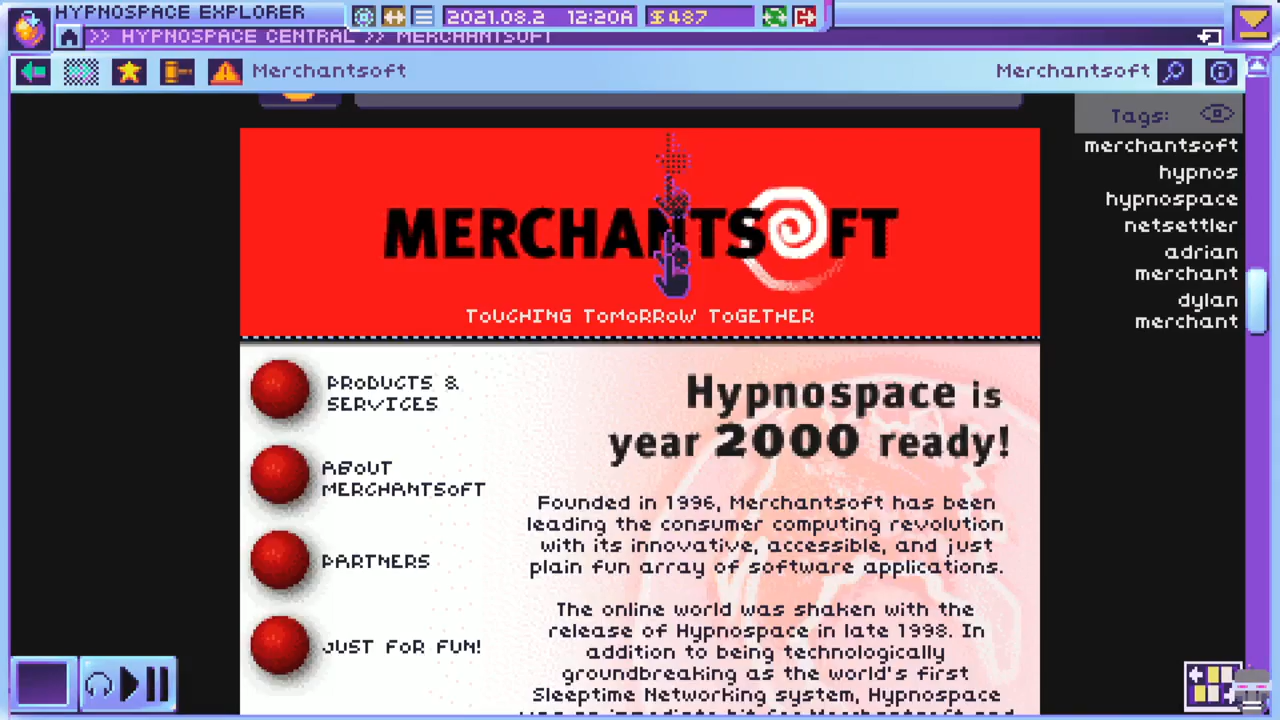 HYPNOSPACE EXPLORER
2021.08.2 12:20A
487
>> HYPNOSPACE CENTRAL >> MERCHANTSOFT
Merchantsoft
Merchantsoft
Tags:
merchantsoft
hypnos
hypnospace
netsettler
adrian
merchant
dylan
merchant
MERCHANTSOFT
TOUCHING TOMORROW TOGETHER
PRODUCTS &
SERVICES
ABOUT
MERCHANTSOFT
PARTNERS
JUST FOR FUN!
Hypnospace is
year 2000 ready!
Founded in 1996, Merchantsoft has been
leading the consumer computing revolution
with its innovative, accessible, and just
plain fun array of software applications.
The online world was shaken with the
release of Hypnospace in late 1998. In
addition to being technologically
groundbreaking as the world's first
Sleeptime Networking system, Hypnospace